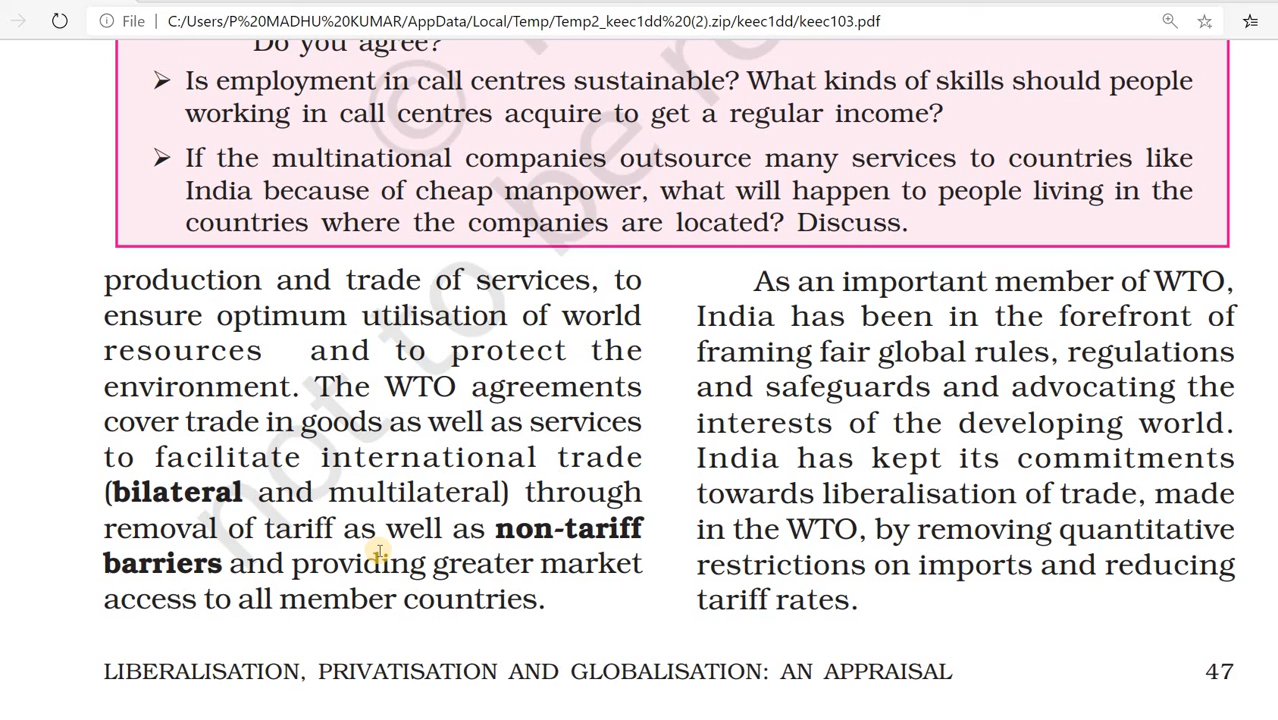 File C:/Users/P%20MADHU%20KUMAR/AppData/Local/Temp/Temp2_keec1dd%20(2).zip/keec1dd/keec103.pdf
Do you agree?
➢ Is employment in call centres sustainable? What kinds of skills should people
working in call centres acquire to get a regular income?
➢ If the multinational companies outsource many services to countries like
India because of cheap manpower, what will happen to people living in the
countries where the companies are located? Discuss.
production and trade of services, to
ensure optimum utilisation of world
resources and to protect the
environment. The WTO agreements
cover trade in goods as well as services
to facilitate international trade
(bilateral and multilateral) through
removal of tariff as well as non-tariff
barriers and providing greater market
access to all member countries.
As an important member of WTO,
India has been in the forefront of
framing fair global rules, regulations
and safeguards and advocating the
interests of the developing world.
India has kept its commitments
towards liberalisation of trade, made
in the WTO, by removing quantitative
restrictions on imports and reducing
tariff rates.
LIBERALISATION, PRIVATISATION AND GLOBALISATION: AN APPRAISAL 47
© not to be re